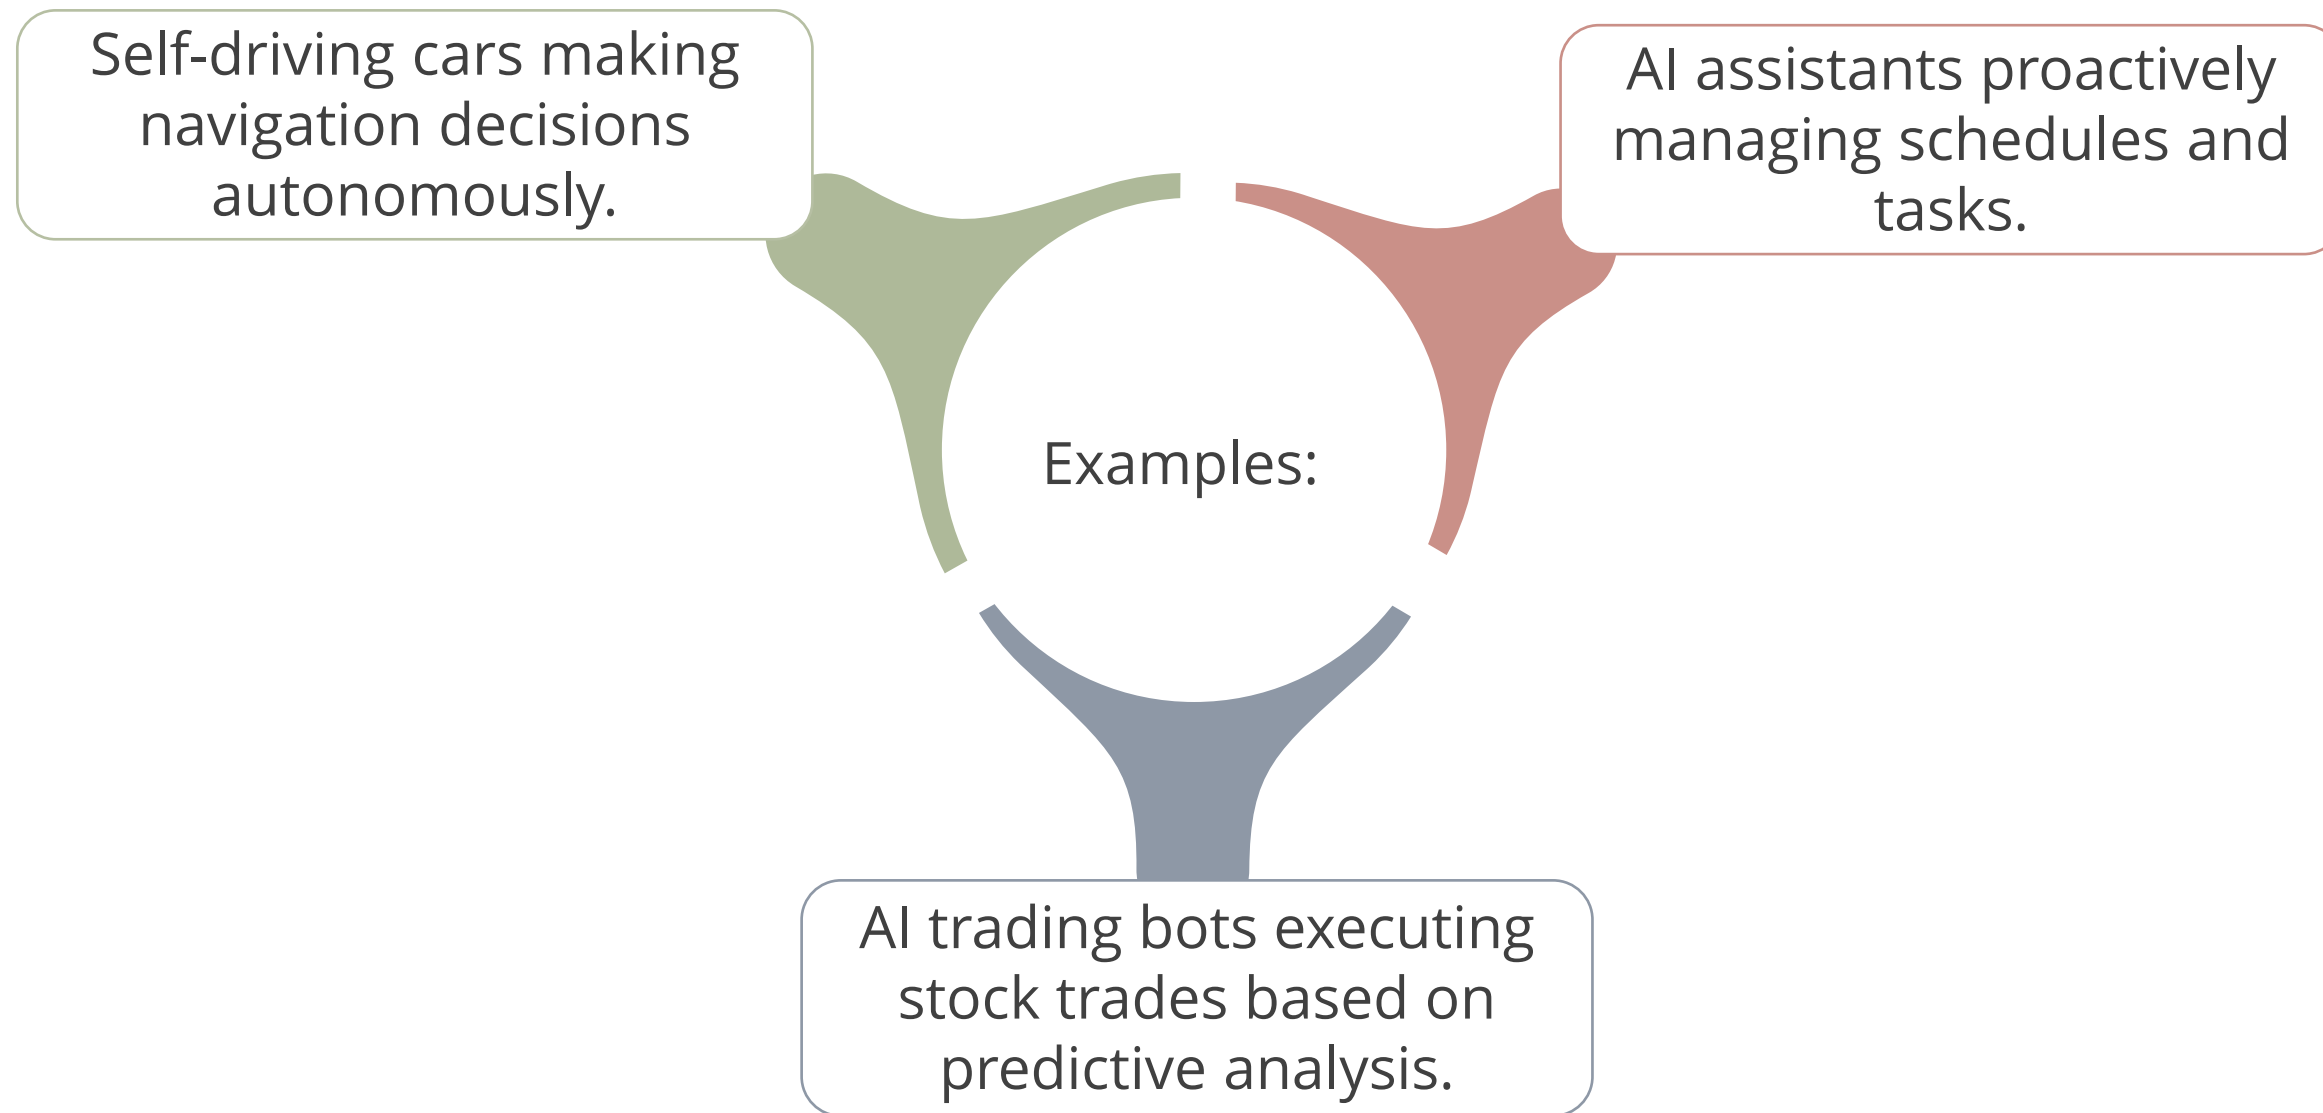 Self-driving cars making
navigation decisions
autonomously.
AI assistants proactively
managing schedules and
tasks.
Examples:
AI trading bots executing
stock trades based on
predictive analysis.